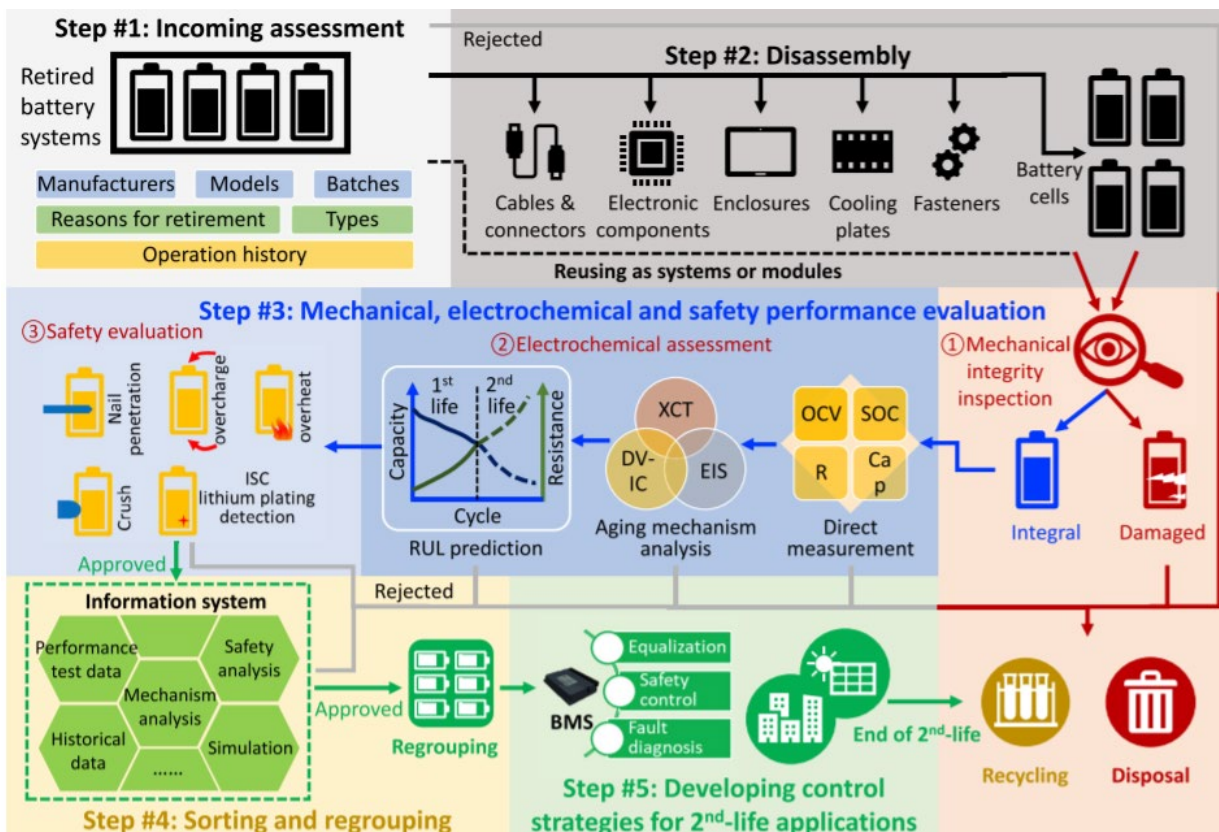 Step #1: Incoming assessment
Retired
battery
systems
Manufacturers
Models
Batches
Reasons for retirement
Types
Operation history
Rejected
Step #2: Disassembly
Cables &
connectors
Electronic
components
Enclosures
Cooling
plates
Fasteners
Battery
cells
Reusing as systems or modules
Step #3: Mechanical, electrochemical and safety performance evaluation
①Mechanical
integrity
inspection
Integral
Damaged
②Electrochemical assessment
OCV
SOC
R
Ca
p
Direct
measurement
XCT
DV-
IC
EIS
Aging mechanism
analysis
1st
life
2nd
life
Capacity
Resistance
Cycle
RUL prediction
③Safety evaluation
Nail
penetration
overcharge
overheat
Crush
ISC
lithium plating
detection
Approved
Rejected
Information system
Performance
test data
Safety
analysis
Mechanism
analysis
Historical
data
Simulation
......
Approved
Regrouping
Step #4: Sorting and regrouping
BMS
Equalization
Safety
control
Fault
diagnosis
End of 2nd-life
Step #5: Developing control
strategies for 2nd-life applications
Recycling
Disposal